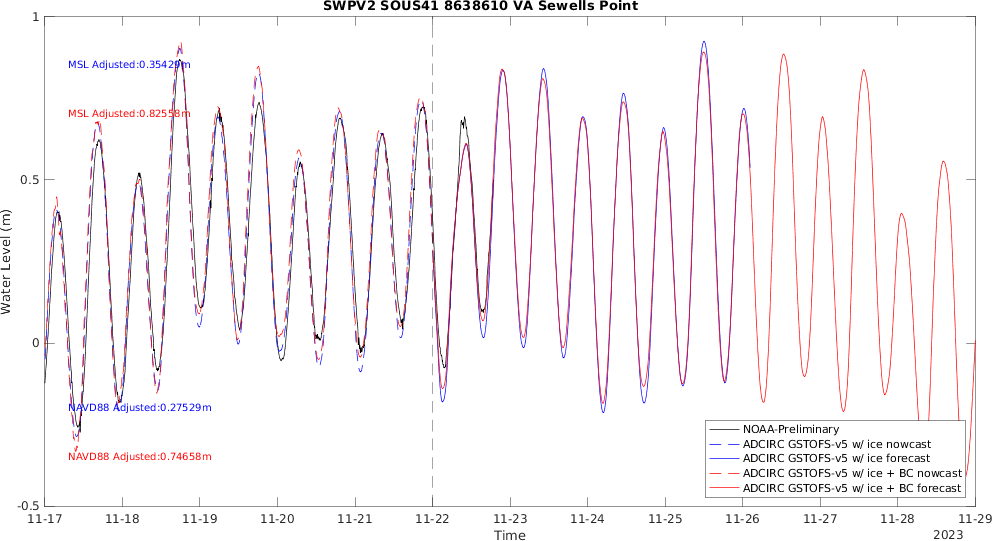 SWPV2 SOUS41 8638610 VA Sewells Point
1
0.5
0
-0.5
Water Level (m)
MSL Adjusted:0.35429m
MSL Adjusted:0.82558m
NAVD88 Adjusted:0.27529m
NAVD88 Adjusted:0.74658m
NOAA-Preliminary
ADCIRC GSTOFS-v5 w/ ice nowcast
ADCIRC GSTOFS-v5 w/ ice forecast
ADCIRC GSTOFS-v5 w/ ice + BC nowcast
ADCIRC GSTOFS-v5 w/ ice + BC forecast
11-17 11-18 11-19 11-20 11-21 11-22 11-23 11-24 11-25 11-26 11-27 11-28 11-29
Time
2023